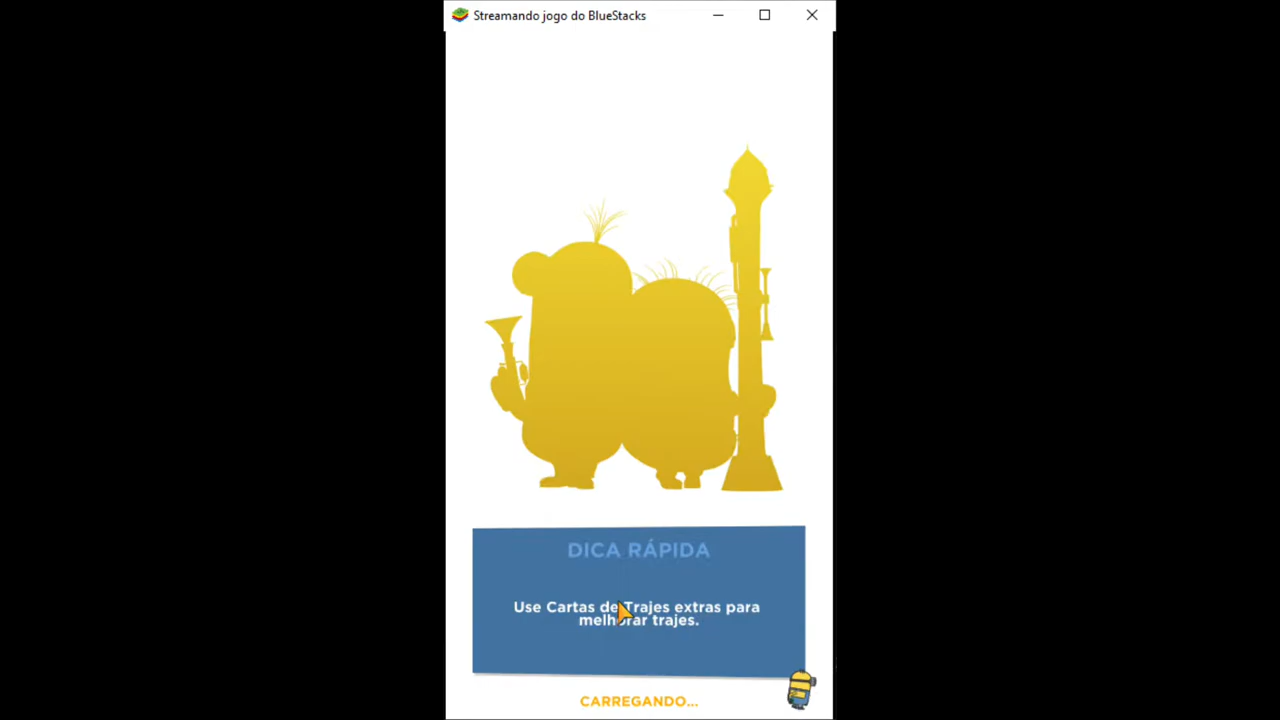 Streamando jogo do BlueStacks
DICA RÁPIDA
Use Cartas de Trajes extras para
melhorar trajes.
CARREGANDO...